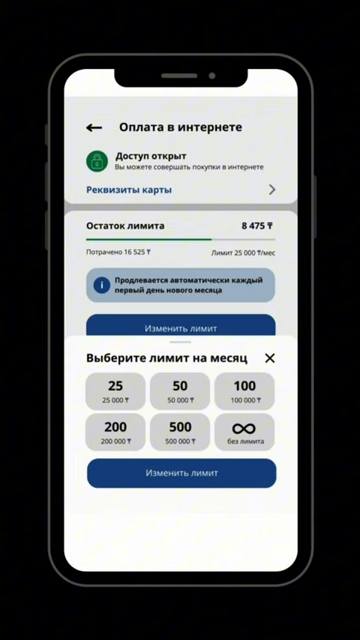 Оплата в интернете
Доступ открыт
Вы можете совершать покупки в интернете
Реквизиты карты
Остаток лимита 8 475 ₸
Потрачено 16 525 ₸ Лимит 25 000 ₸/мес
Продлевается автоматически каждый
первый день нового месяца
Изменить лимит
Выберите лимит на месяц
25 50 100
25 000 ₸ 50 000 ₸ 100 000 ₸
200 500 ∞
200 000 ₸ 500 000 ₸ без лимита
Изменить лимит